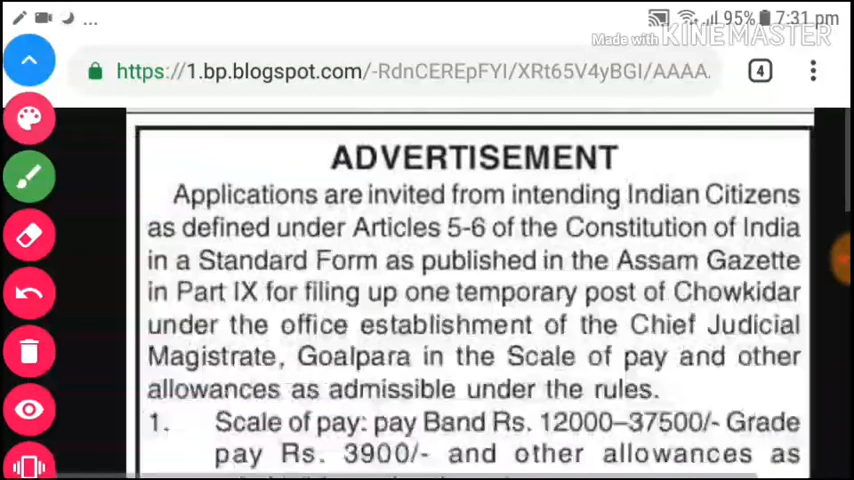 ... 95% 7:31 pm
Made with KINEMASTER
https://1.bp.blogspot.com/-RdnCEREpFYI/XRt65V4yBGI/AAAA. 4
ADVERTISEMENT
Applications are invited from intending Indian Citizens
as defined under Articles 5-6 of the Constitution of India
in a Standard Form as published in the Assam Gazette
in Part IX for filing up one temporary post of Chowkidar
under the office establishment of the Chief Judicial
Magistrate, Goalpara in the Scale of pay and other
allowances as admissible under the rules.
1. Scale of pay: pay Band Rs. 12000–37500/- Grade
pay Rs. 3900/- and other allowances as